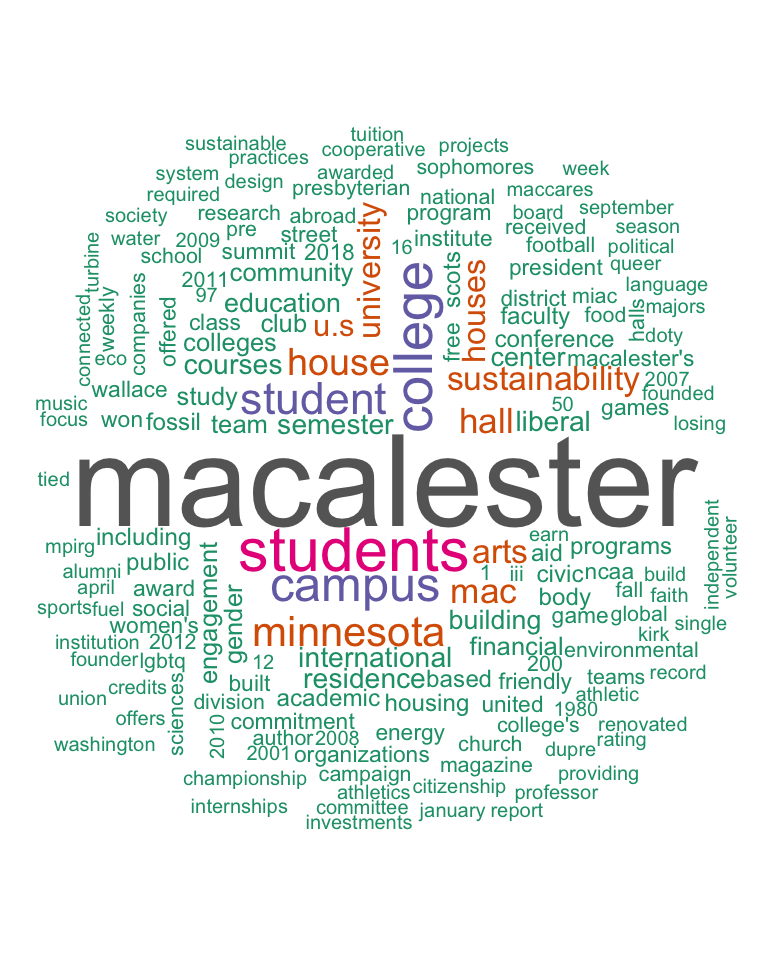 tuition
sustainable
cooperative
projects
practices
system
awarded
sophomores
week
required
design
presbyterian
national
maccares
society
research
abroad
university
program
board
september
received
water
2009
pre
street
16
institute
football
season
school
summit
2018
political
turbine
2011
community
college
scots
houses
president
queer
language
connected
weekly
companies
97
offered
education
district
miac
halls
majors
class
club
u.s
free
faculty
food
doty
eco
colleges
conference
courses
house
center
macalester's
wallace
study
student
sustainability
2007
founded
music
focus
won
fossil
team
semester
hall
liberal
50
games
losing
macalester
tied
independent
volunteer
mpirg
including
students
arts
earn
aid
programs
alumni
public
engagement
campus
1
iii
civic
ncaa
build
april
award
gender
mac
body
fall
faith
sports
fuel
social
building
game
global
single
women's
minnesota
kirk
institution
2012
financial
environmental
founder
lgbtq
12
international
200
record
credits
sciences
built
residence
based
friendly
teams
athletic
union
division
academic
housing
united
1980
offers
2010
commitment
college's
renovated
washington
author
2008
energy
church
dupre
rating
2001
organizations
magazine
championship
campaign
providing
athletics
citizenship
professor
internships
committee
january
report
investments